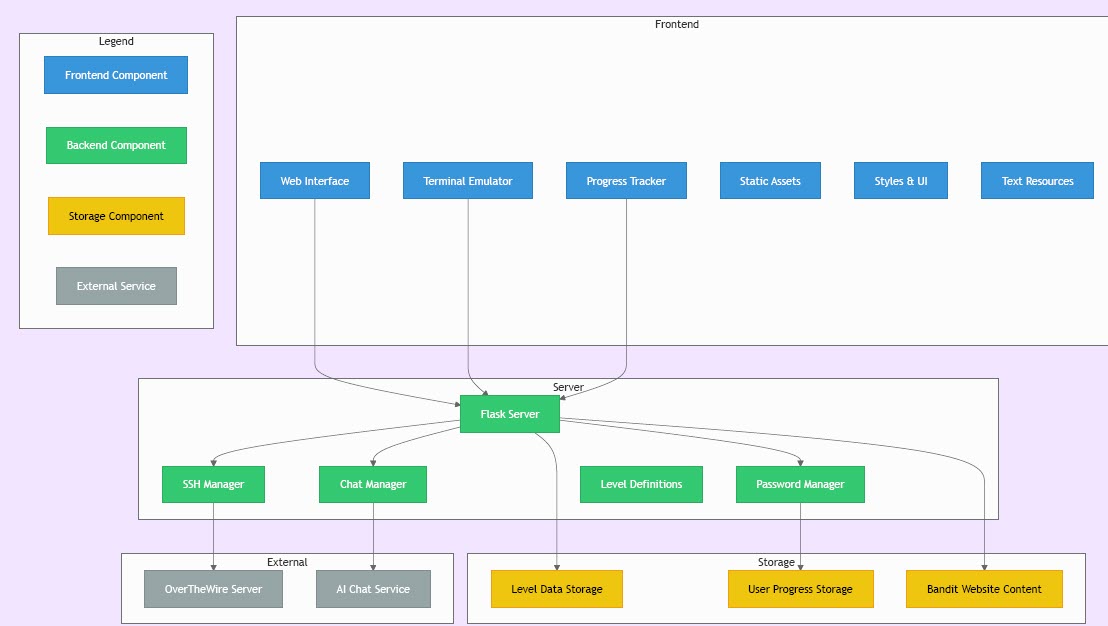 Legend
Frontend Component
Backend Component
Storage Component
External Service
Frontend
Web Interface
Terminal Emulator
Progress Tracker
Static Assets
Styles & UI
Text Resources
Server
Flask Server
SSH Manager
Chat Manager
Level Definitions
Password Manager
External
OverTheWire Server
AI Chat Service
Storage
Level Data Storage
User Progress Storage
Bandit Website Content